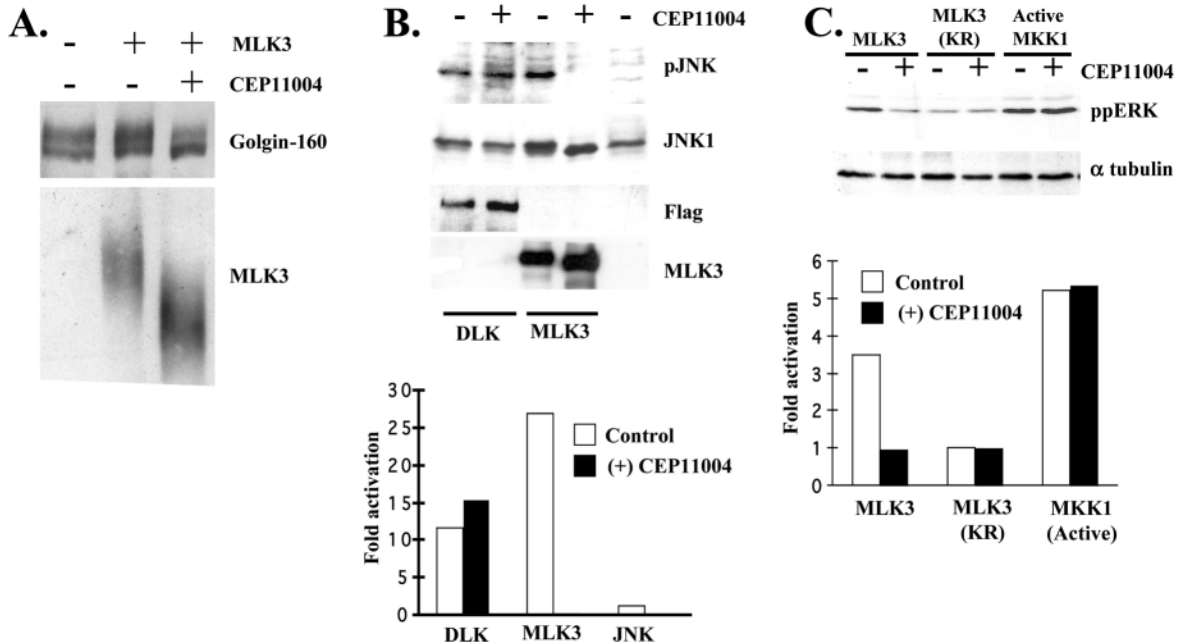 A.
- + + MLK3
- - + CEP11004
Golgin-160
MLK3
B.
- + - + - CEP11004
pJNK
JNK1
Flag
MLK3
DLK MLK3
30
25
20
15
10
5
0
Fold activation
Control
(+) CEP11004
DLK MLK3 JNK
C.
MLK3 MLK3 (KR) Active MKK1
- + - + - + CEP11004
ppERK
α tubulin
6
5
4
3
2
1
0
Fold activation
Control
(+) CEP11004
MLK3 MLK3 MKK1
(KR) (Active)